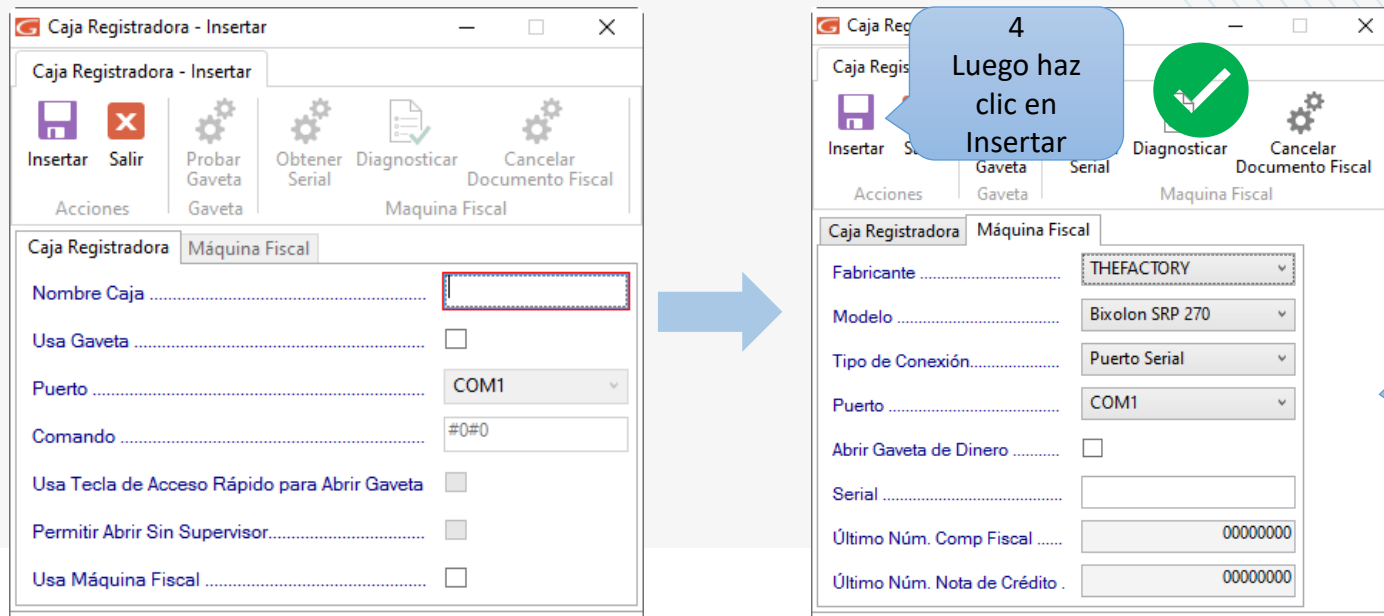 Caja Registradora - Insertar
Caja Registradora - Insertar
Insertar
Salir
Probar Gaveta
Obtener Serial
Diagnosticar
Cancelar Documento Fiscal
Acciones
Gaveta
Maquina Fiscal
Caja Registradora
Máquina Fiscal
Nombre Caja
Usa Gaveta
Puerto
COM1
Comando
#0#0
Usa Tecla de Acceso Rápido para Abrir Gaveta
Permitir Abrir Sin Supervisor
Usa Máquina Fiscal
Caja Reg
4
Luego haz
clic en
Insertar
Caja Regis
Insertar
Gaveta
Serial
Diagnosticar
Cancelar
Documento Fiscal
Acciones
Gaveta
Maquina Fiscal
Caja Registradora
Máquina Fiscal
Fabricante
THEFACTORY
Modelo
Bixolon SRP 270
Tipo de Conexión
Puerto Serial
Puerto
COM1
Abrir Gaveta de Dinero
Serial
Último Núm. Comp Fiscal
00000000
Último Núm. Nota de Crédito
00000000